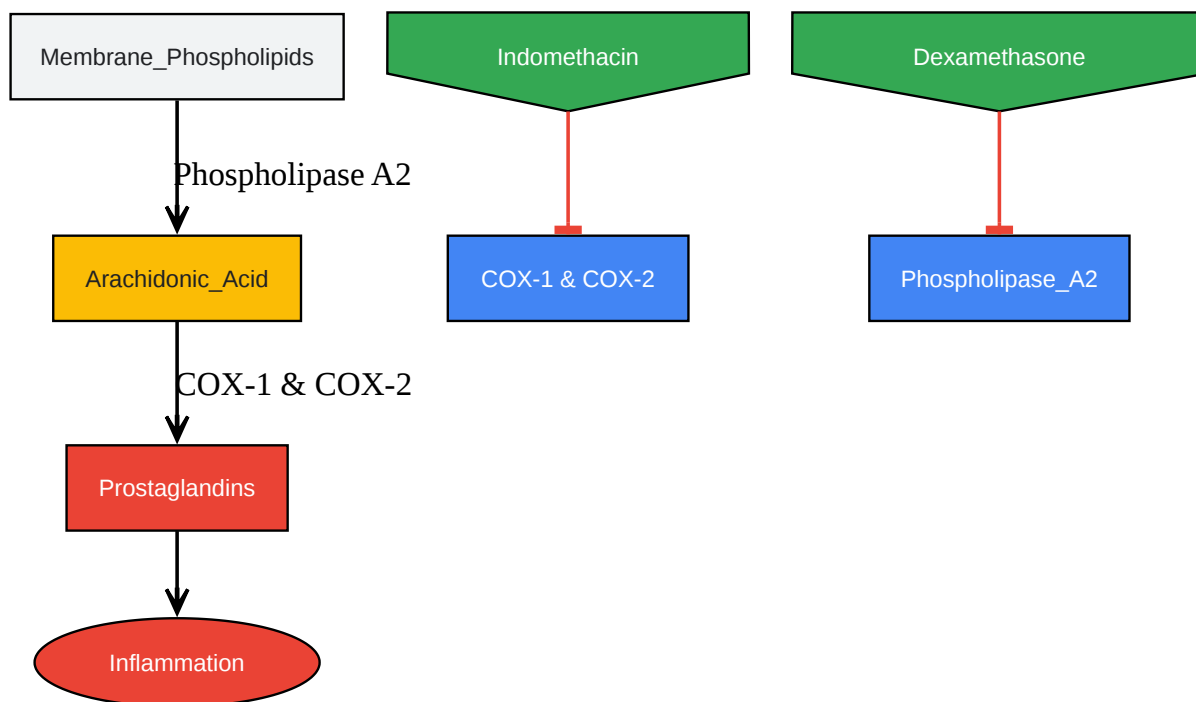 Membrane_Phospholipids
Indomethacin
Dexamethasone
Phospholipase A2
Arachidonic_Acid
COX-1 & COX-2
Phospholipase_A2
COX-1 & COX-2
Prostaglandins
Inflammation